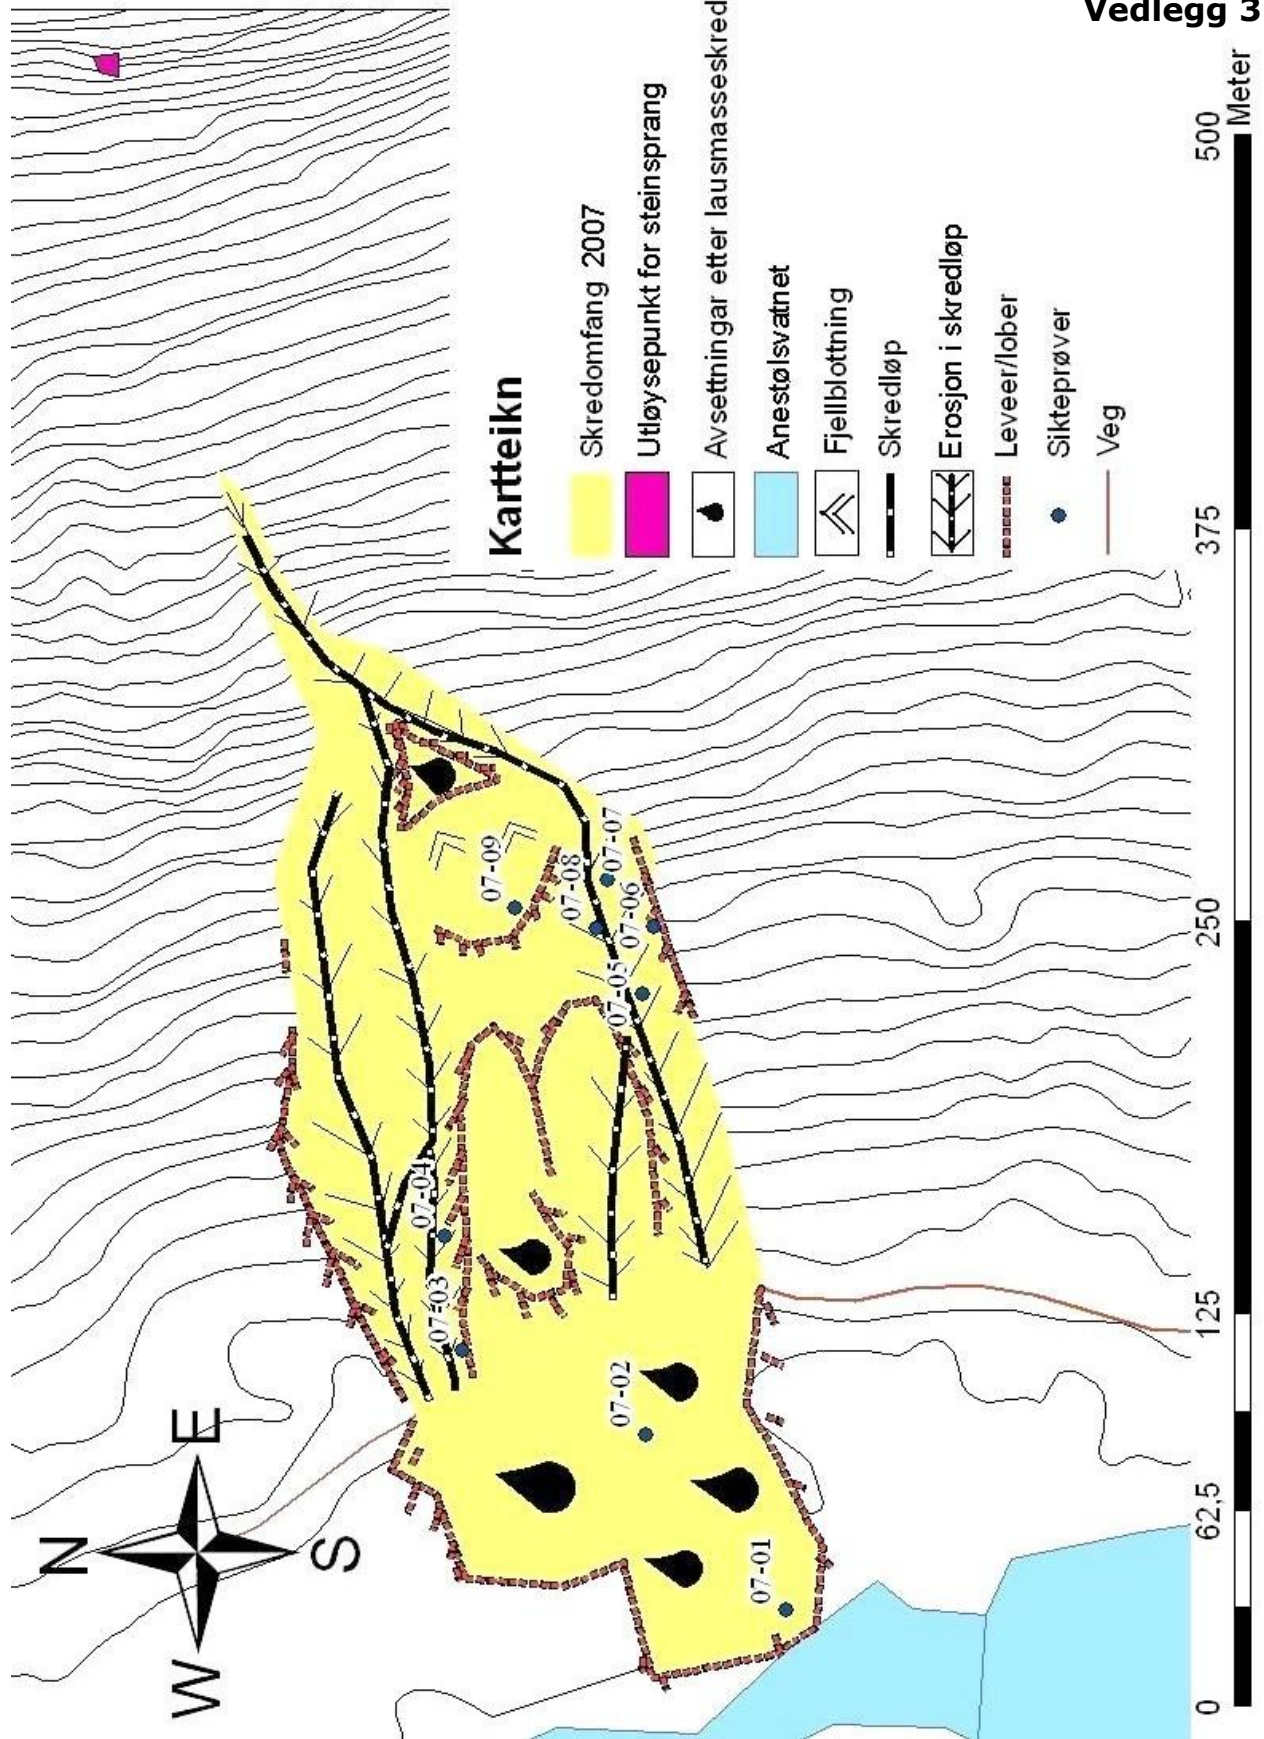 Vedlegg 3
Kartteikn
Skredomfang 2007
Utløysepunkt for steinsprang
Avsettningar etter lausmasseskred
Anestølsvatnet
Fjellblottning
Skredløp
Erosjon i skredløp
Leveer/lober
Sikteprøver
Veg
N
W
E
S
07-01
07-02
07-03
07-04
07-05
07-06
07-07
07-08
07-09
0
62,5
125
250
375
500
Meter